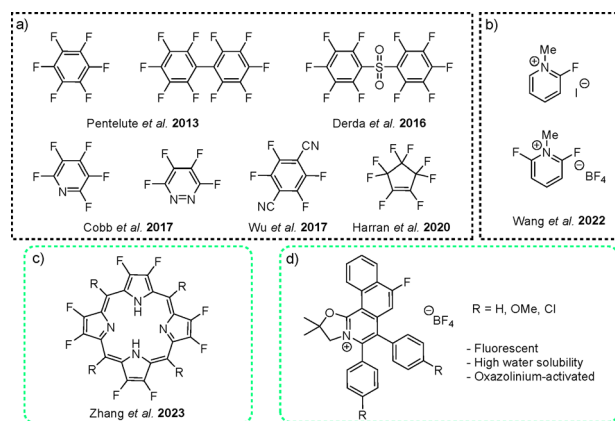 a)
F F
F F
F F
F F F F
F F
F F F F
F F O O F F
F S F
F F F F
Pentelute et al. 2013
Derda et al. 2016
F
F F
F N F
F
F F
F N N F
CN
F F
F F
CN
F F
F F
F F
F F
Cobb et al. 2017
Wu et al. 2017
Harran et al. 2020
b)
Me
N F
+
I −
Me
F N F
+
− BF4
Wang et al. 2022
c)
F F
R R
F NH F
N N
F HN F
R R
F F
Zhang et al. 2023
d)
F
O
N
+
R
R
− BF4
R = H, OMe, Cl
- Fluorescent
- High water solubility
- Oxazolinium-activated